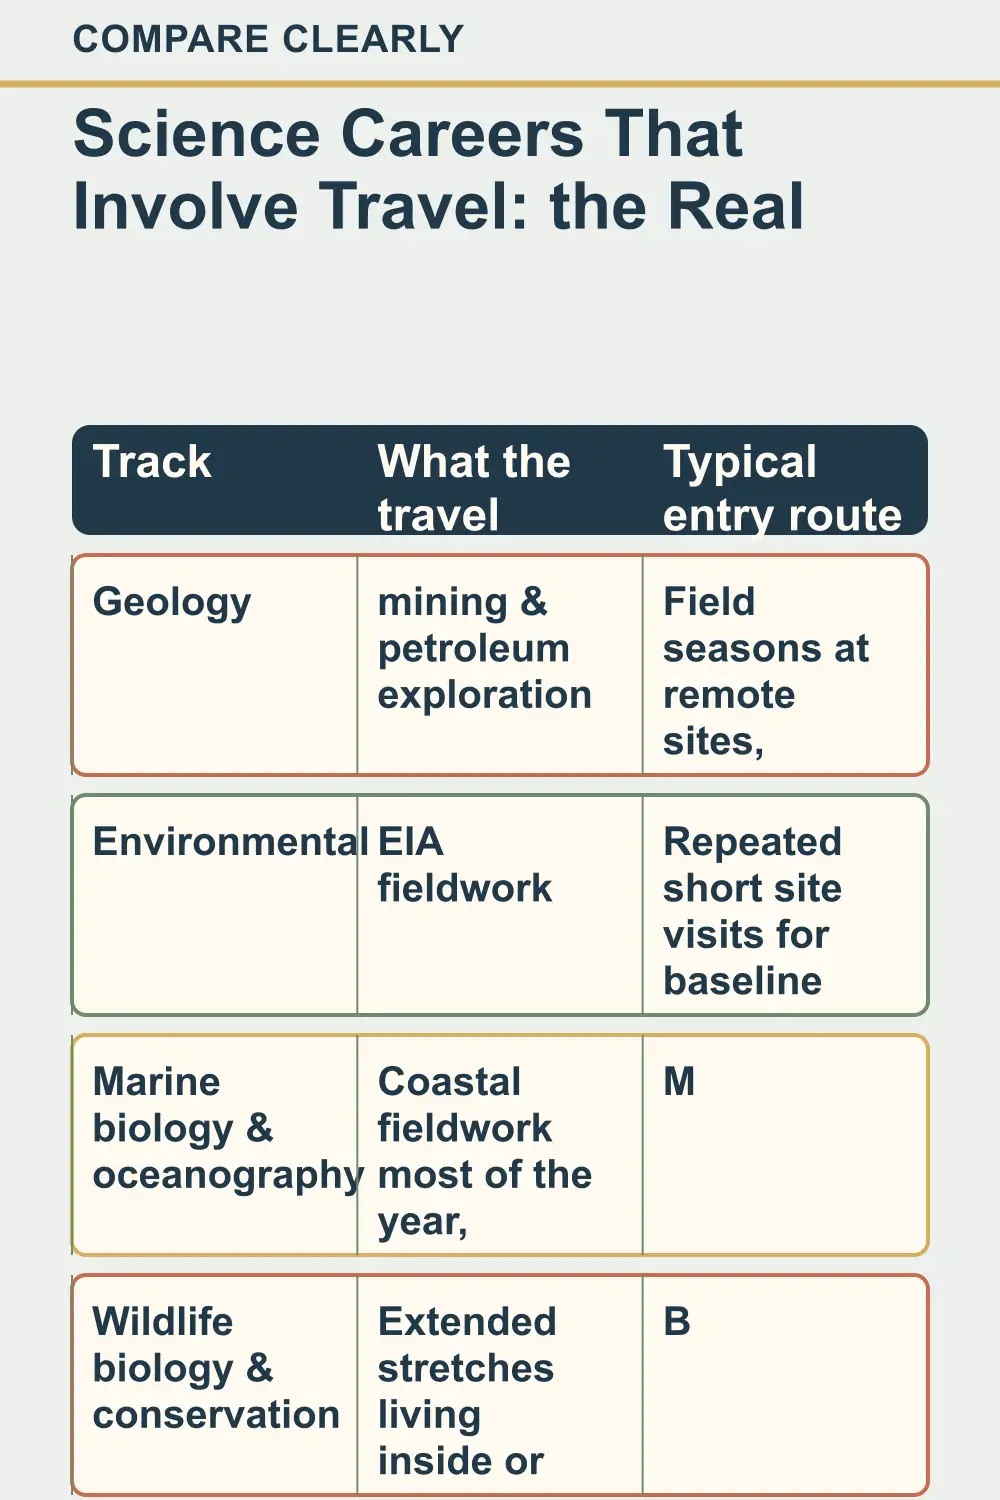 COMPARE CLEARLY
Science Careers That
Involve Travel: the Real
Track
What the
travel
Typical
entry route
Geology
mining &
petroleum
exploration
Field
seasons at
remote
sites,
Environmental
EIA
fieldwork
Repeated
short site
visits for
baseline
Marine
biology &
oceanography
Coastal
fieldwork
most of the
year,
M
Wildlife
biology &
conservation
Extended
stretches
living
inside or
B